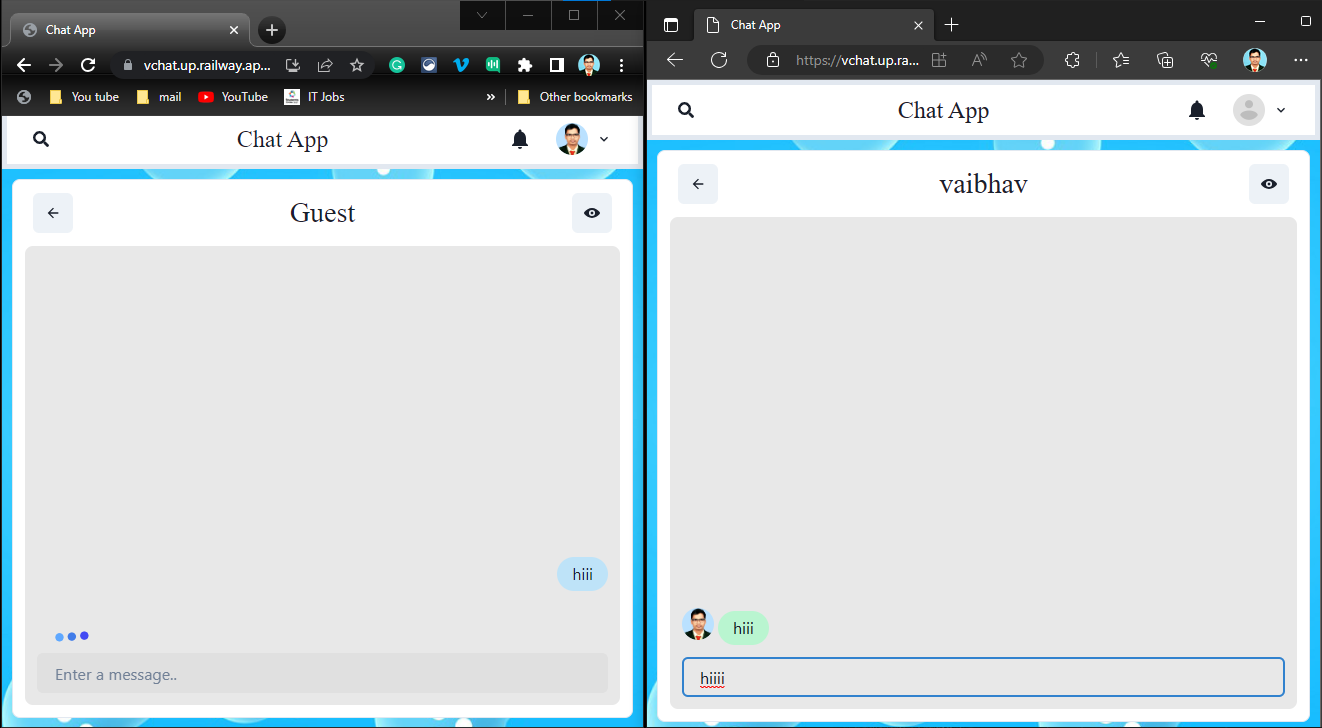 Chat App
vchat.up.railway.ap...
You tube
mail
YouTube
IT Jobs
»
Other bookmarks
Chat App
Guest
hiii
Enter a message..
Chat App
https://vchat.up.ra...
Chat App
vaibhav
hiii
hiiii